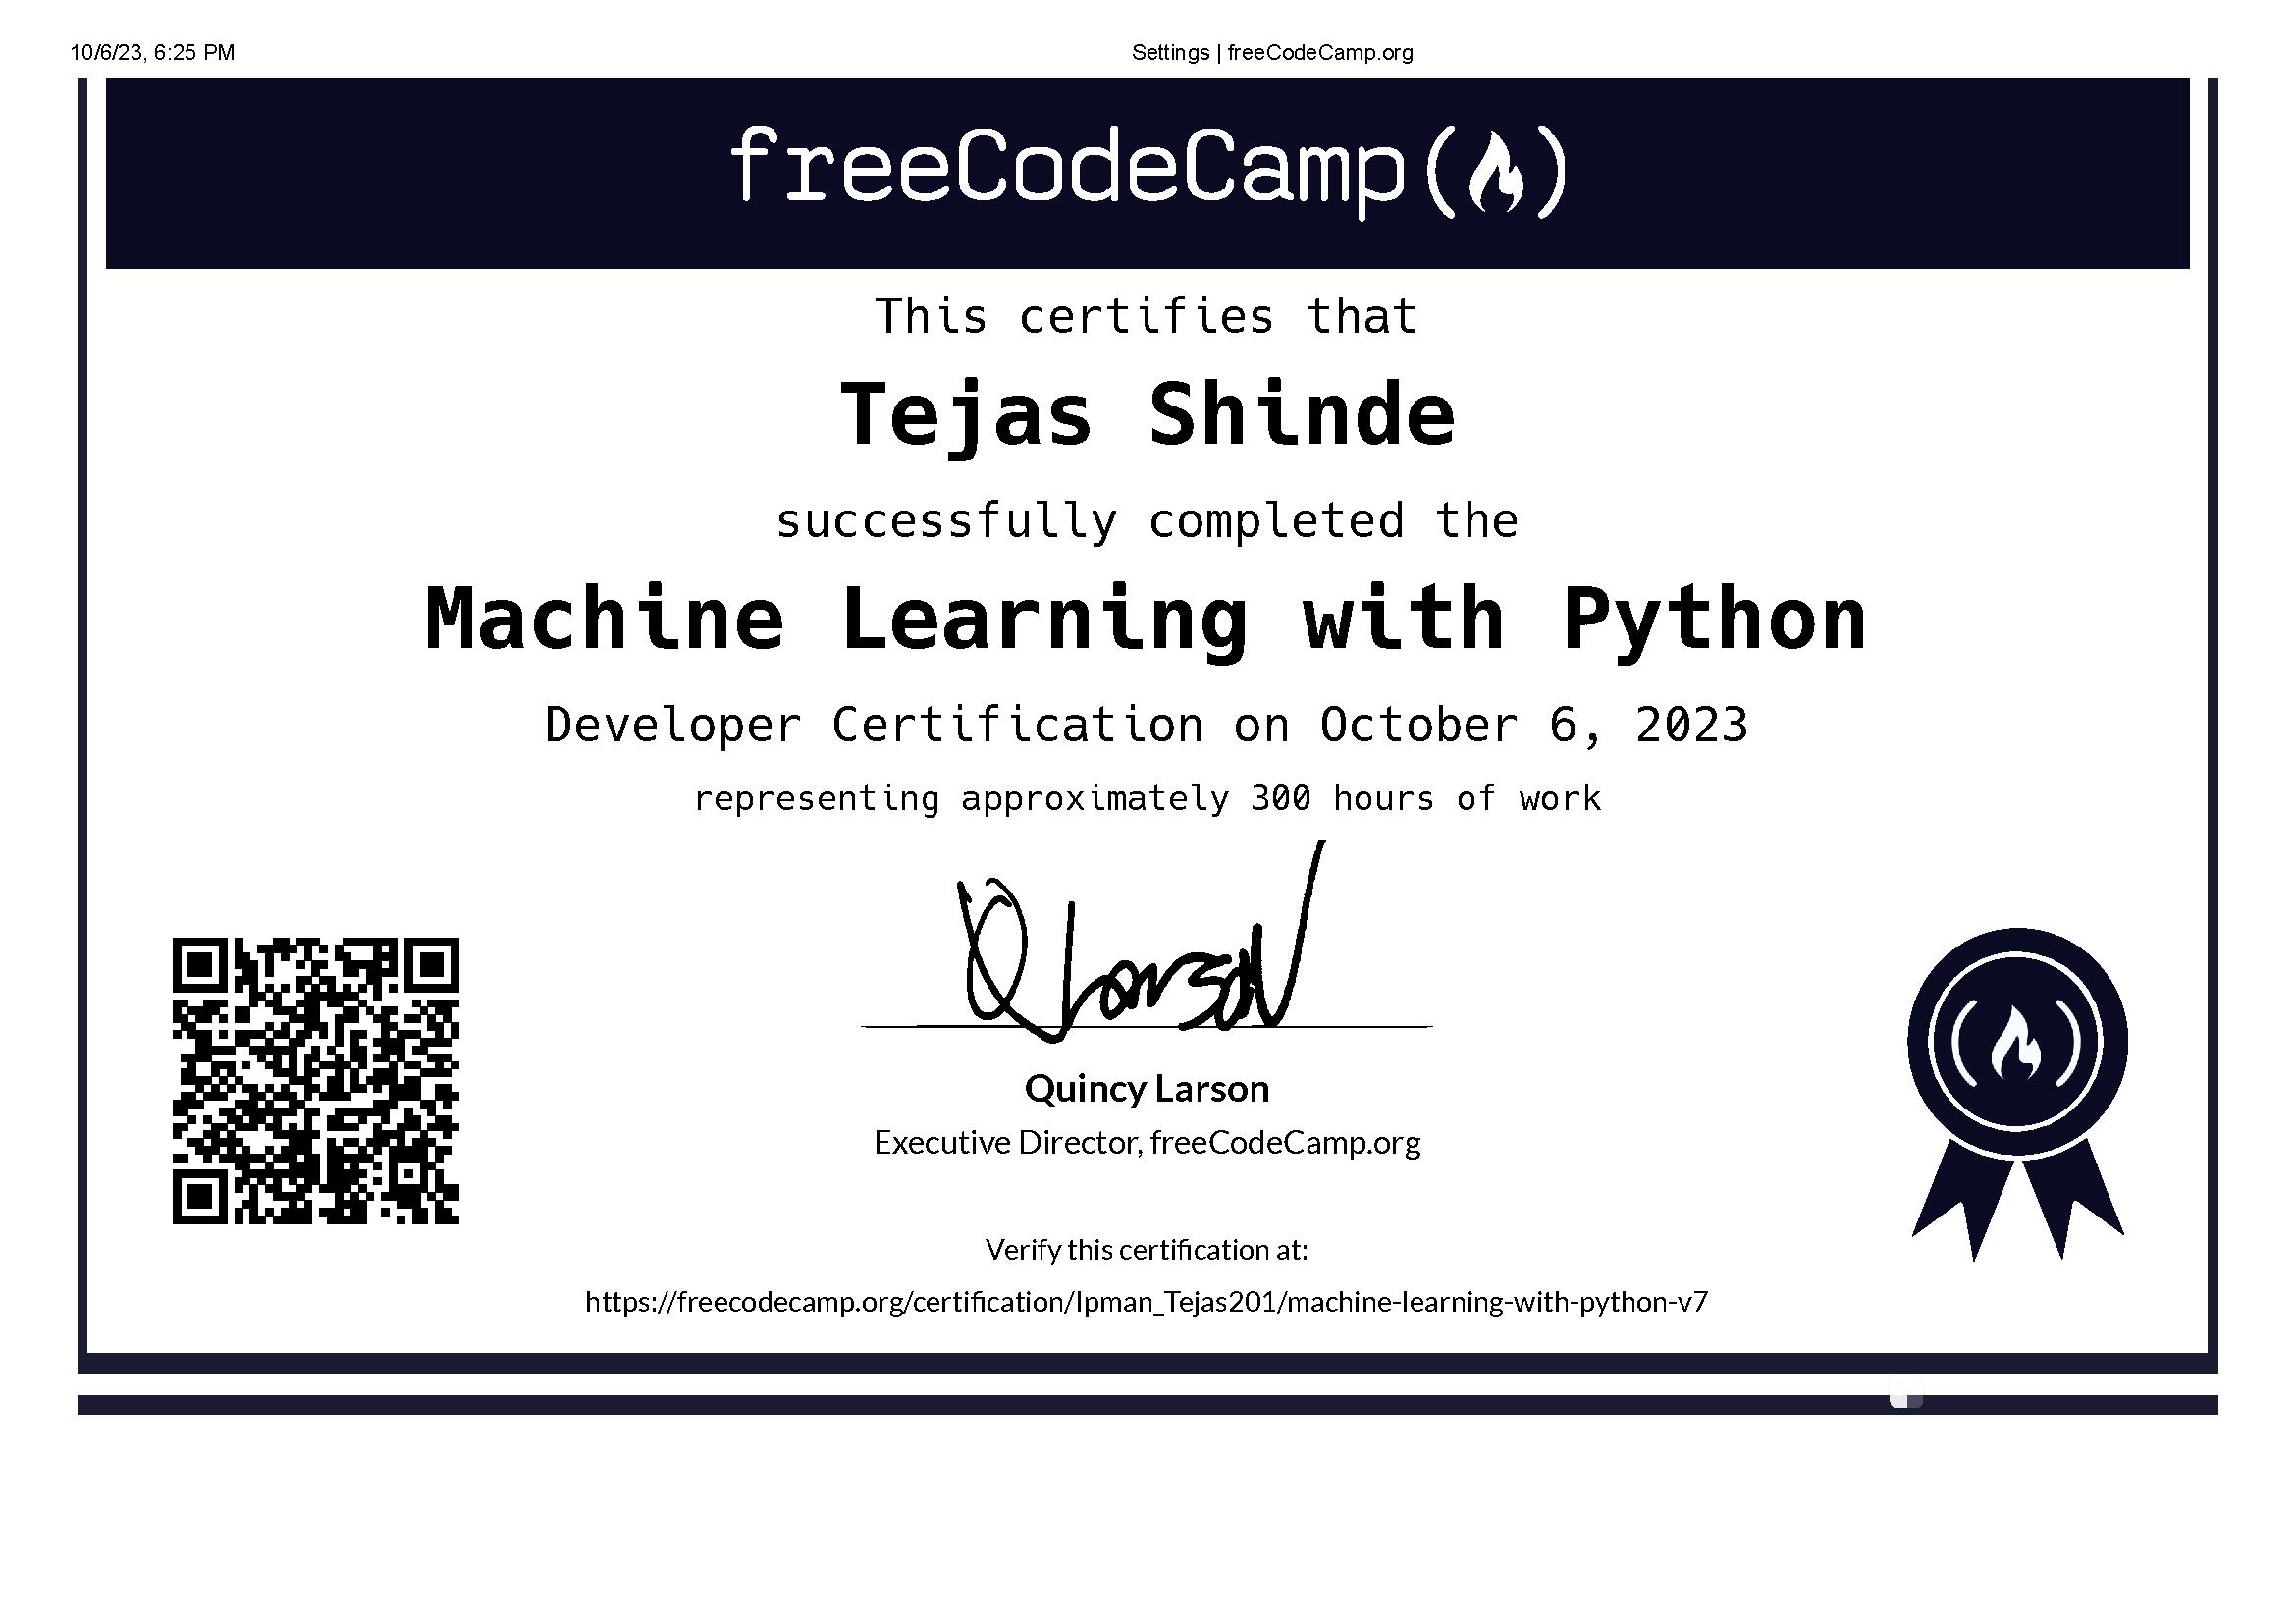 10/6/23, 6:25 PM
Settings | freeCodeCamp.org
freeCodeCamp(🔥)
This certifies that
Tejas Shinde
successfully completed the
Machine Learning with Python
Developer Certification on October 6, 2023
representing approximately 300 hours of work
QLarson
Quincy Larson
Executive Director, freeCodeCamp.org
Verify this certification at:
https://freecodecamp.org/certification/Ipman_Tejas201/machine-learning-with-python-v7